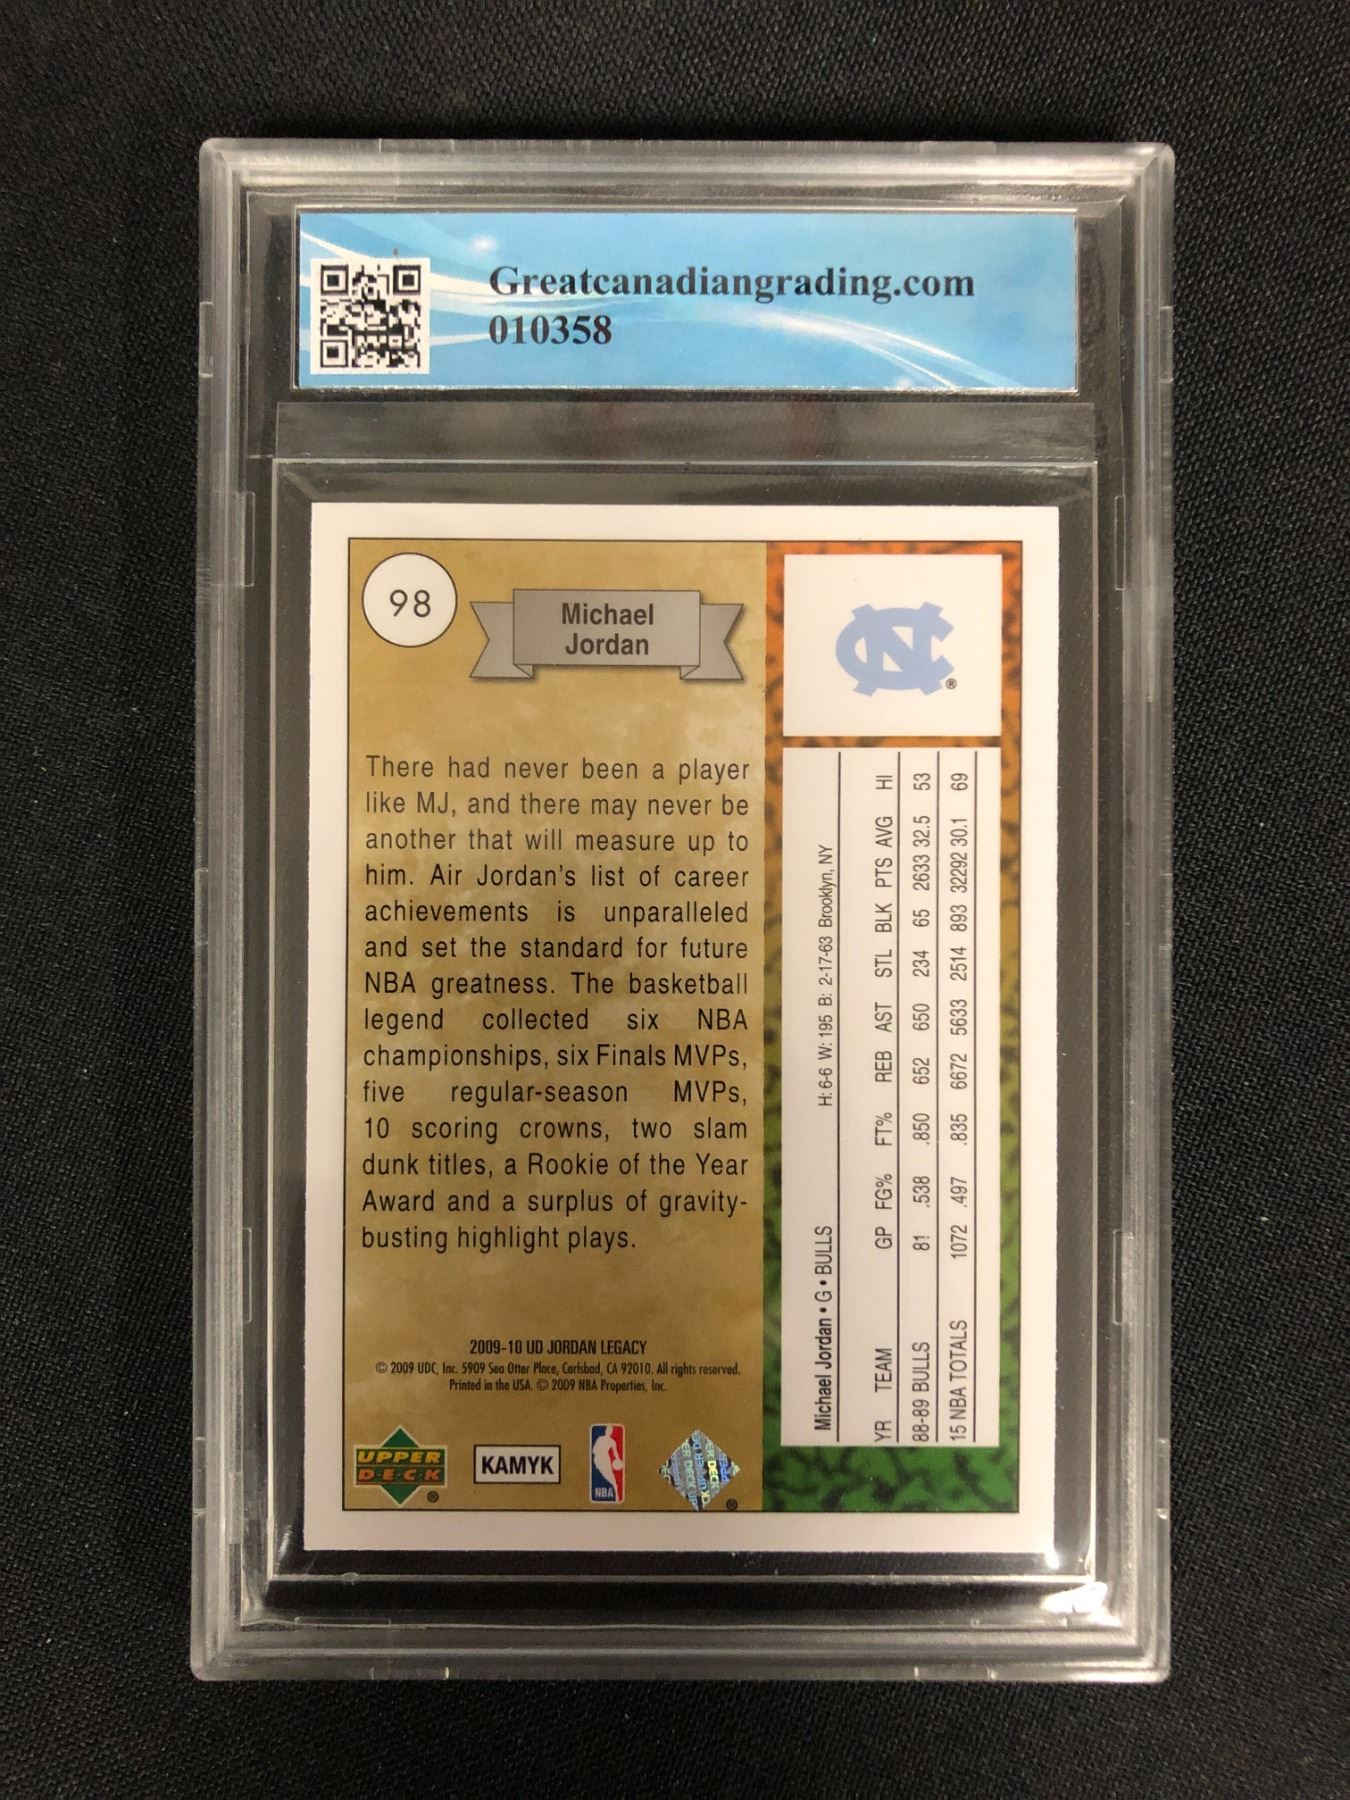 Greatcanadiangrading.com
010358
98
Michael
Jordan
There had never been a player
like MJ, and there may never be
another that will measure up to
him. Air Jordan's list of career
achievements is unparalleled
and set the standard for future
NBA greatness. The basketball
legend collected six NBA
championships, six Finals MVPs,
five regular-season MVPs,
10 scoring crowns, two slam
dunk titles, a Rookie of the Year
Award and a surplus of gravity-
busting highlight plays.
2009-10 UD JORDAN LEGACY
© 2009 UDC, Inc. 5909 Sea Otter Place, Carlsbad, CA 92010. All rights reserved.
Printed in the USA. © 2009 NBA Properties, Inc.
UPPER
D·E·C·K
®
KAMYK
NBA
®
NC
®
Michael Jordan • G • BULLS H: 6-6 W: 195 B: 2-17-63 Brooklyn, NY
YR TEAM GP FG% FT% REB AST STL BLK PTS AVG HI
88-89 BULLS 81 .538 .850 652 650 234 65 2633 32.5 53
15 NBA TOTALS 1072 .497 .835 6672 5633 2514 893 32292 30.1 69